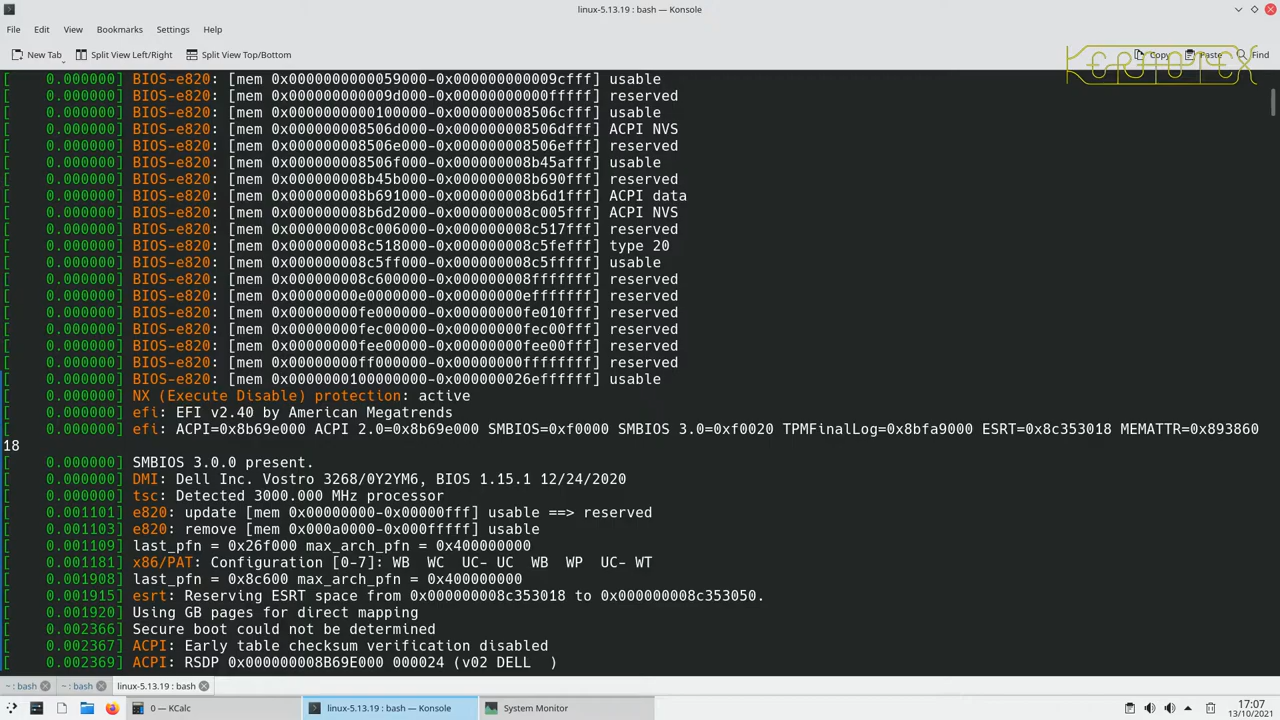 linux-5.13.19 : bash — Konsole
File Edit View Bookmarks Settings Help
New Tab Split View Left/Right Split View Top/Bottom Copy Paste Find
KERNOTEX
[    0.000000] BIOS-e820: [mem 0x0000000000059000-0x000000000009cfff] usable
[    0.000000] BIOS-e820: [mem 0x000000000009d000-0x00000000000fffff] reserved
[    0.000000] BIOS-e820: [mem 0x0000000000100000-0x000000008506cfff] usable
[    0.000000] BIOS-e820: [mem 0x000000008506d000-0x000000008506dfff] ACPI NVS
[    0.000000] BIOS-e820: [mem 0x000000008506e000-0x000000008506efff] reserved
[    0.000000] BIOS-e820: [mem 0x000000008506f000-0x000000008b45afff] usable
[    0.000000] BIOS-e820: [mem 0x000000008b45b000-0x000000008b690fff] reserved
[    0.000000] BIOS-e820: [mem 0x000000008b691000-0x000000008b6d1fff] ACPI data
[    0.000000] BIOS-e820: [mem 0x000000008b6d2000-0x000000008c005fff] ACPI NVS
[    0.000000] BIOS-e820: [mem 0x000000008c006000-0x000000008c517fff] reserved
[    0.000000] BIOS-e820: [mem 0x000000008c518000-0x000000008c5fefff] type 20
[    0.000000] BIOS-e820: [mem 0x000000008c5ff000-0x000000008c5fffff] usable
[    0.000000] BIOS-e820: [mem 0x000000008c600000-0x000000008fffffff] reserved
[    0.000000] BIOS-e820: [mem 0x00000000e0000000-0x00000000efffffff] reserved
[    0.000000] BIOS-e820: [mem 0x00000000fe000000-0x00000000fe010fff] reserved
[    0.000000] BIOS-e820: [mem 0x00000000fec00000-0x00000000fec00fff] reserved
[    0.000000] BIOS-e820: [mem 0x00000000fee00000-0x00000000fee00fff] reserved
[    0.000000] BIOS-e820: [mem 0x00000000ff000000-0x00000000ffffffff] reserved
[    0.000000] BIOS-e820: [mem 0x0000000100000000-0x000000026effffff] usable
[    0.000000] NX (Execute Disable) protection: active
[    0.000000] efi: EFI v2.40 by American Megatrends
[    0.000000] efi: ACPI=0x8b69e000 ACPI 2.0=0x8b69e000 SMBIOS=0xf0000 SMBIOS 3.0=0xf0020 TPMFinalLog=0x8bfa9000 ESRT=0x8c353018 MEMATTR=0x893860
18
[    0.000000] SMBIOS 3.0.0 present.
[    0.000000] DMI: Dell Inc. Vostro 3268/0Y2YM6, BIOS 1.15.1 12/24/2020
[    0.000000] tsc: Detected 3000.000 MHz processor
[    0.001101] e820: update [mem 0x00000000-0x00000fff] usable ==> reserved
[    0.001103] e820: remove [mem 0x000a0000-0x000fffff] usable
[    0.001109] last_pfn = 0x26f000 max_arch_pfn = 0x400000000
[    0.001181] x86/PAT: Configuration [0-7]: WB  WC  UC- UC  WB  WP  UC- WT
[    0.001908] last_pfn = 0x8c600 max_arch_pfn = 0x400000000
[    0.001915] esrt: Reserving ESRT space from 0x000000008c353018 to 0x000000008c353050.
[    0.001920] Using GB pages for direct mapping
[    0.002366] Secure boot could not be determined
[    0.002367] ACPI: Early table checksum verification disabled
[    0.002369] ACPI: RSDP 0x000000008B69E000 000024 (v02 DELL  )
~ : bash ~ : bash linux-5.13.19 : bash
0 — KCalc linux-5.13.19 : bash — Konsole System Monitor 17:07
13/10/2021